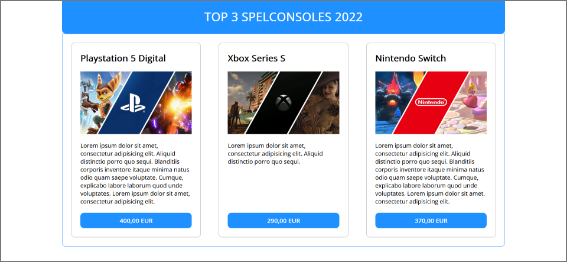 TOP 3 SPELCONSOLES 2022
Playstation 5 Digital
Lorem ipsum dolor sit amet,
consectetur adipisicing elit. Aliquid
distinctio porro quo sequi. Blanditiis
corporis inventore itaque minima natus
odio quam saepe voluptate. Cumque,
explicabo labore laborum quod unde
voluptates. Lorem ipsum dolor sit amet,
consectetur adipisicing elit.
400,00 EUR
Xbox Series S
Lorem ipsum dolor sit amet,
consectetur adipisicing elit. Aliquid
distinctio porro quo sequi.
290,00 EUR
Nintendo Switch
Nintendo
Lorem ipsum dolor sit amet,
consectetur adipisicing elit. Aliquid
distinctio porro quo sequi. Blanditiis
corporis inventore itaque minima natus
odio quam saepe voluptate. Cumque,
explicabo labore laborum quod unde
voluptates. Lorem ipsum dolor sit amet,
consectetur adipisicing elit.
370,00 EUR